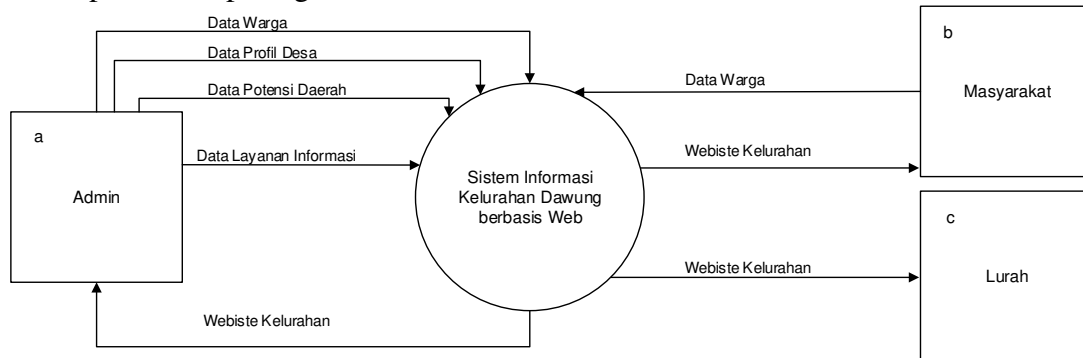 Data Warga
Data Profil Desa
Data Potensi Daerah
a
Admin
Data Layanan Informasi
Sistem Informasi
Kelurahan Dawung
berbasis Web
Data Warga
b
Masyarakat
Webiste Kelurahan
c
Lurah
Webiste Kelurahan
Webiste Kelurahan